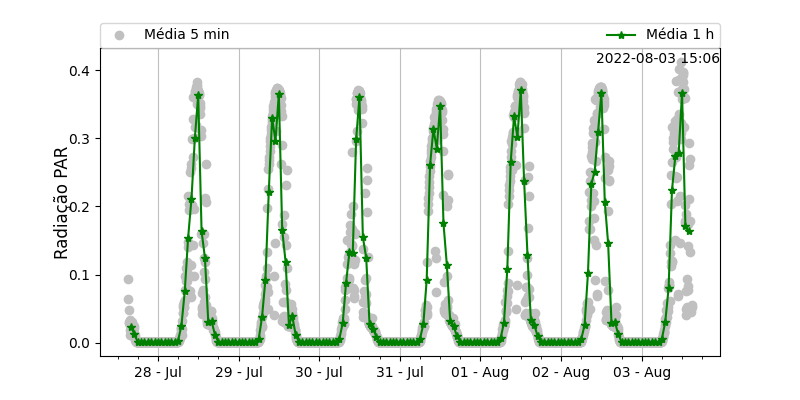 Média 5 min
Média 1 h
2022-08-03 15:06
Radiação PAR
0.4
0.3
0.2
0.1
0.0
28 - Jul
29 - Jul
30 - Jul
31 - Jul
01 - Aug
02 - Aug
03 - Aug